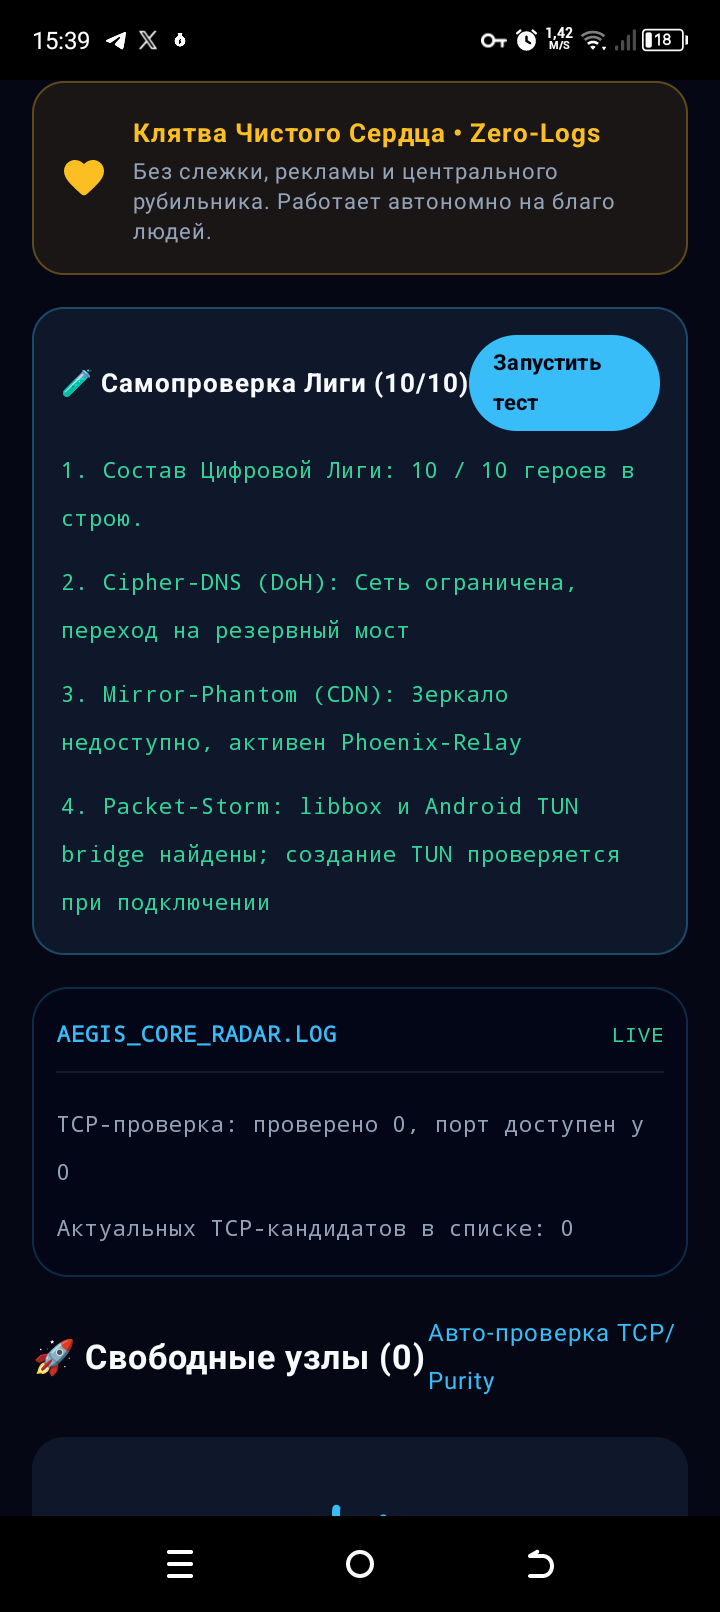 15:39
1,42
M/S
18
Клятва Чистого Сердца • Zero-Logs
Без слежки, рекламы и центрального
рубильника. Работает автономно на благо
людей.
Самопроверка Лиги (10/10)
Запустить
тест
1. Состав Цифровой Лиги: 10 / 10 героев в
строю.
2. Cipher-DNS (DoH): Сеть ограничена,
переход на резервный мост
3. Mirror-Phantom (CDN): Зеркало
недоступно, активен Phoenix-Relay
4. Packet-Storm: libbox и Android TUN
bridge найдены; создание TUN проверяется
при подключении
AEGIS_CORE_RADAR.LOG
LIVE
TCP-проверка: проверено 0, порт доступен у
0
Актуальных TCP-кандидатов в списке: 0
Свободные узлы (0)
Авто-проверка TCP/
Purity